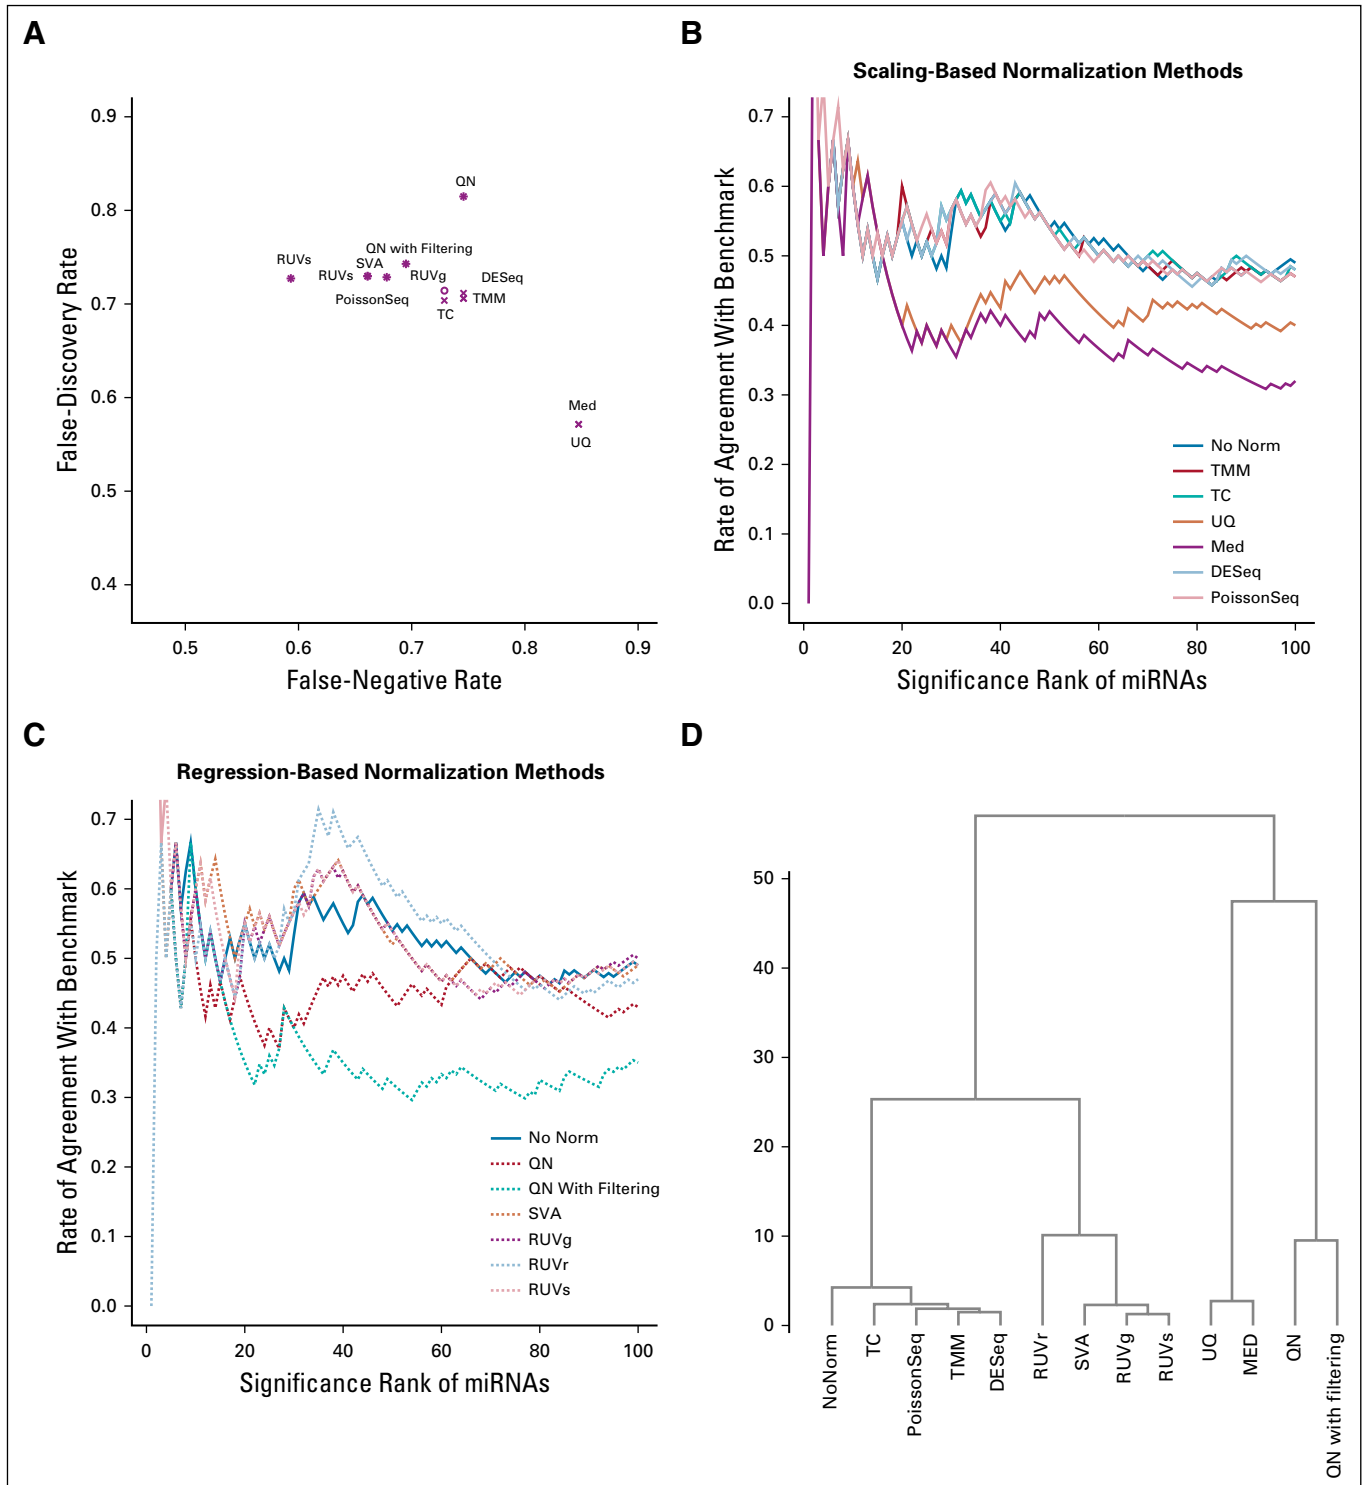 A
0.9
0.8
0.7
0.6
0.5
0.4
False-Discovery Rate
QN
QN with Filtering
RUVs
SVA
RUVs
RUVg
DESeq
PoissonSeq
TMM
TC
Med
UQ
0.5 0.6 0.7 0.8 0.9
False-Negative Rate
B
Scaling-Based Normalization Methods
0.7
0.6
0.5
0.4
0.3
0.2
0.1
0.0
Rate of Agreement With Benchmark
No Norm
TMM
TC
UQ
Med
DESeq
PoissonSeq
0 20 40 60 80 100
Significance Rank of miRNAs
C
Regression-Based Normalization Methods
0.7
0.6
0.5
0.4
0.3
0.2
0.1
0.0
Rate of Agreement With Benchmark
No Norm
QN
QN With Filtering
SVA
RUVg
RUVr
RUVs
0 20 40 60 80 100
Significance Rank of miRNAs
D
50
40
30
20
10
0
NoNorm
TC
PoissonSeq
TMM
DESeq
RUVr
SVA
RUVg
RUVs
UQ
MED
QN
QN with filtering